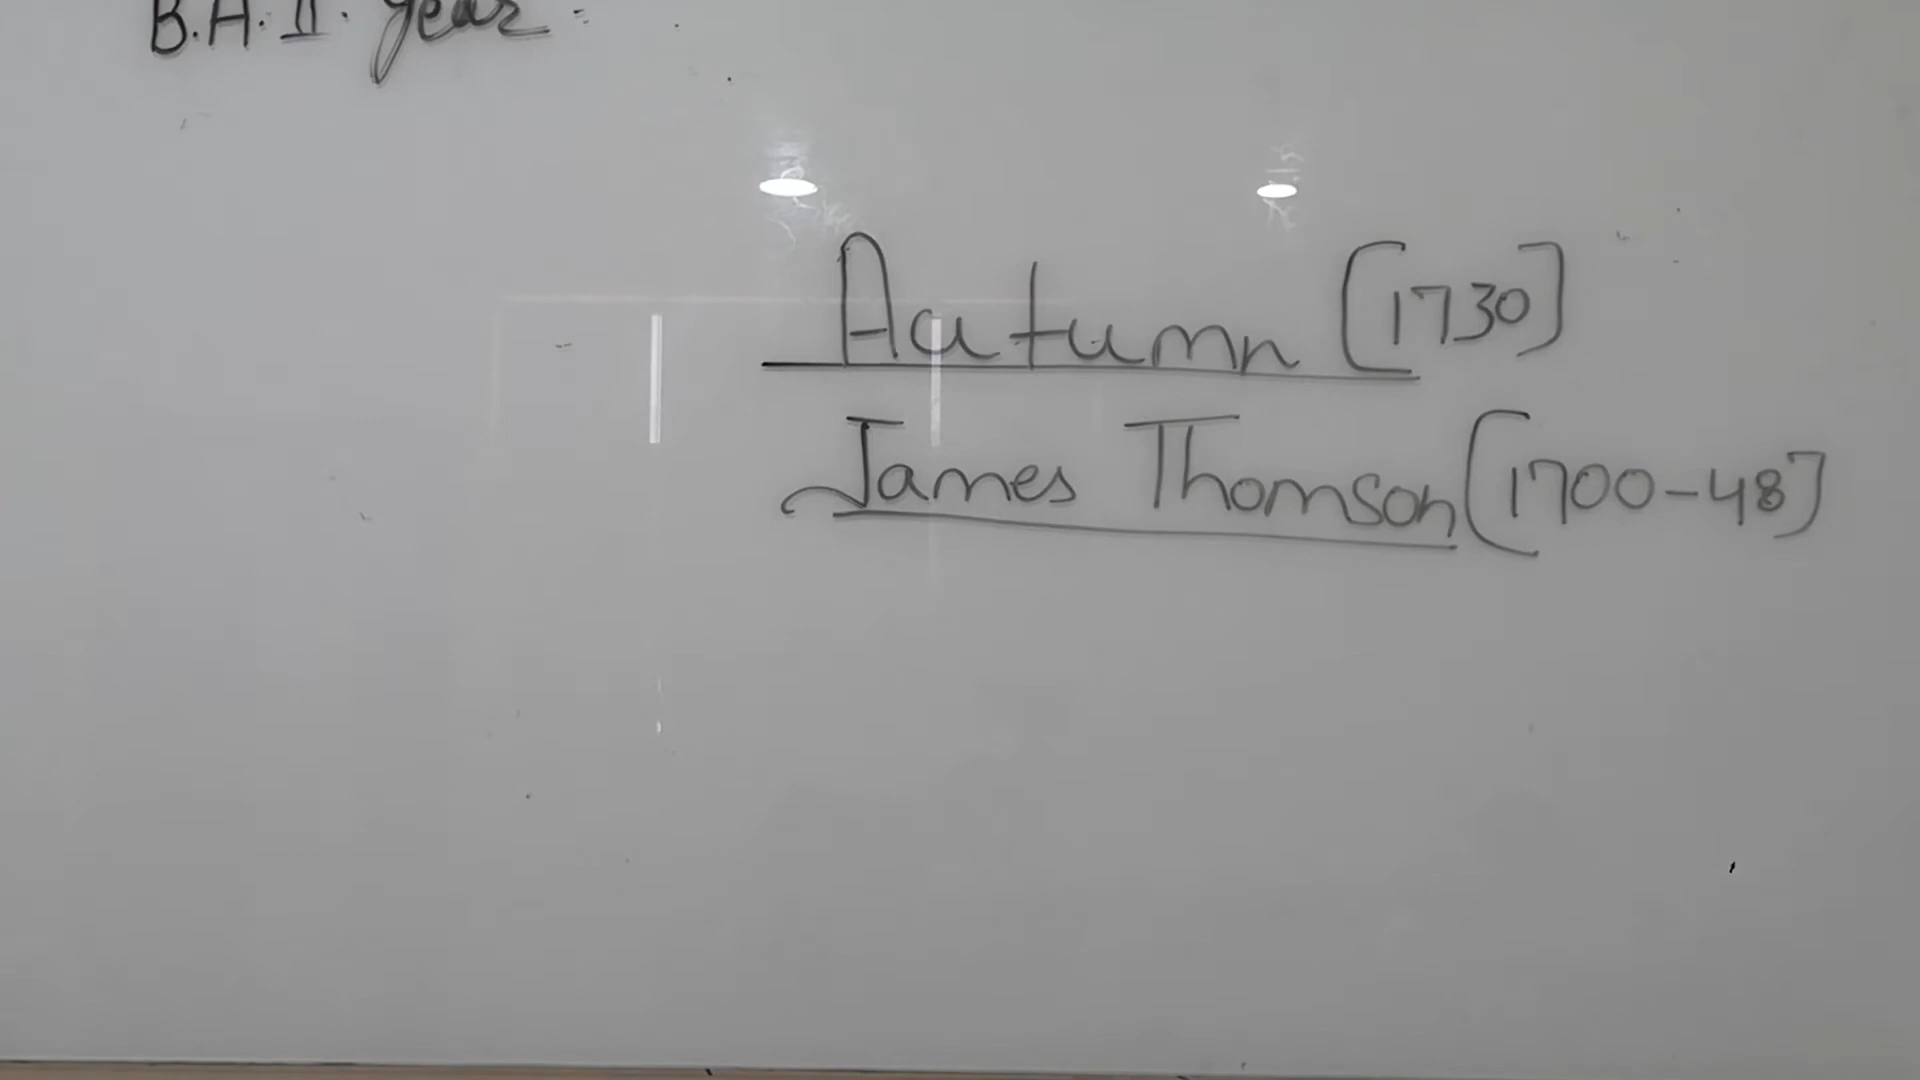 B.A. II. Year :
Autumn [1730]
James Thomson [1700-48]